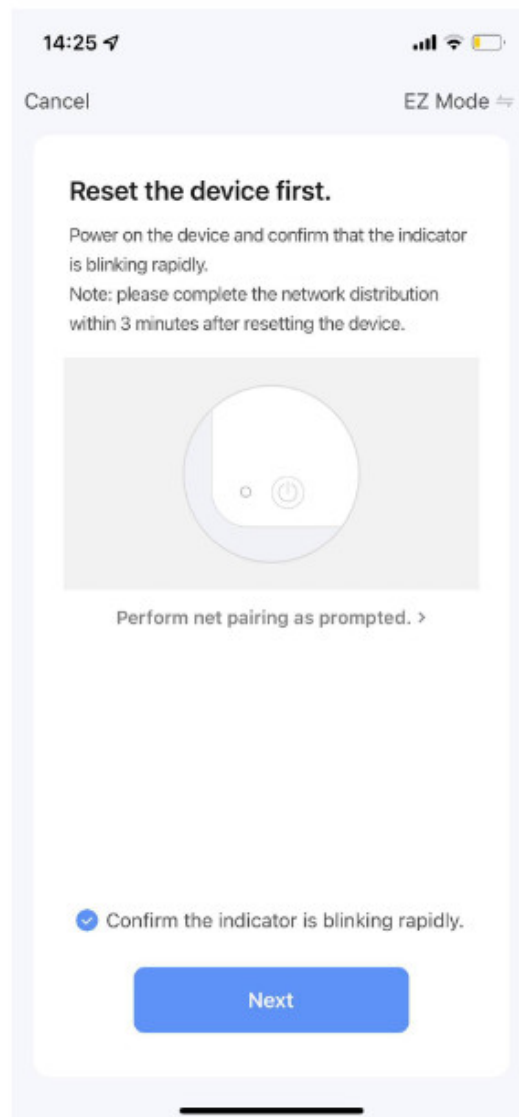 14:25
Cancel
EZ Mode
Reset the device first.
Power on the device and confirm that the indicator
is blinking rapidly.
Note: please complete the network distribution
within 3 minutes after resetting the device.
Perform net pairing as prompted. >
Confirm the indicator is blinking rapidly.
Next